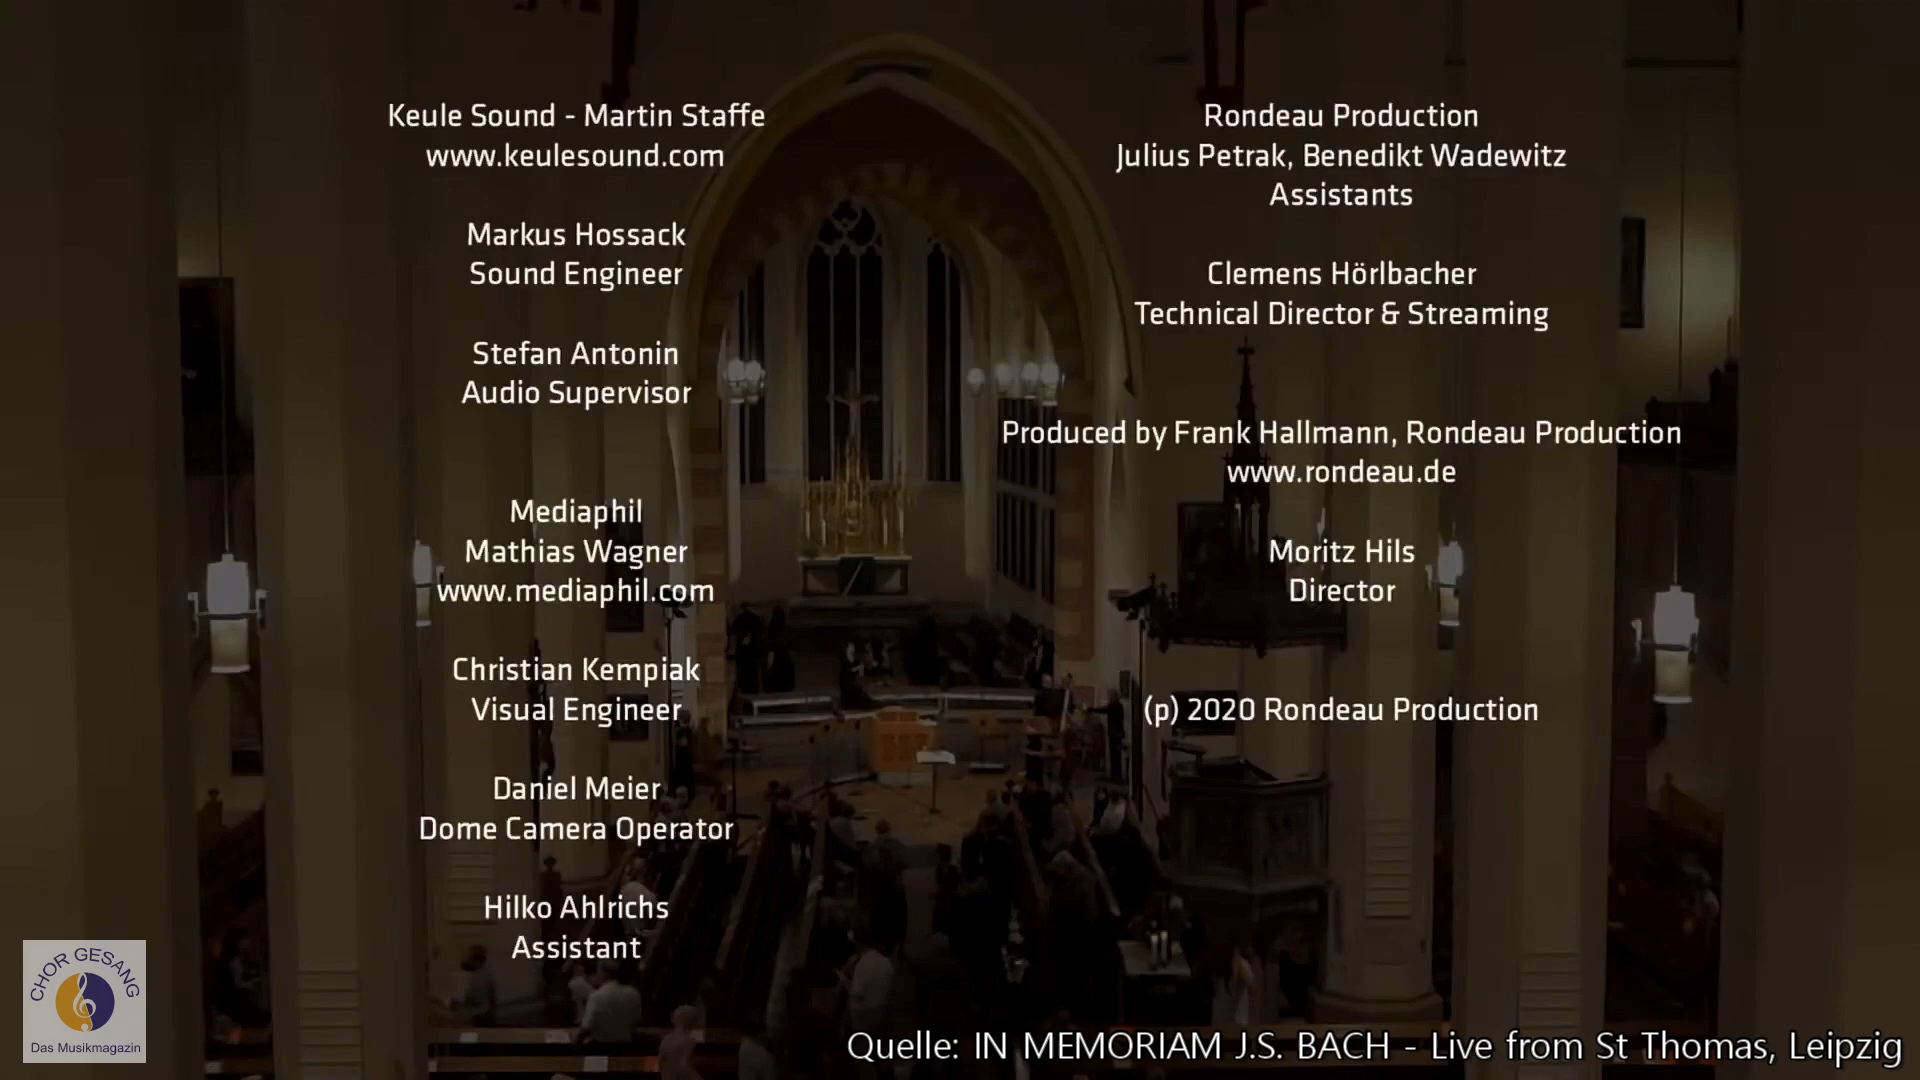 Keule Sound - Martin Staffe
www.keulesound.com
Markus Hossack
Sound Engineer
Stefan Antonin
Audio Supervisor
Mediaphil
Mathias Wagner
www.mediaphil.com
Christian Kempiak
Visual Engineer
Daniel Meier
Dome Camera Operator
Hilko Ahlrichs
Assistant
Rondeau Production
Julius Petrak, Benedikt Wadewitz
Assistants
Clemens Hörlbacher
Technical Director & Streaming
Produced by Frank Hallmann, Rondeau Production
www.rondeau.de
Moritz Hils
Director
(p) 2020 Rondeau Production
CHOR GESANG
Das Musikmagazin
Quelle: IN MEMORIAM J.S. BACH - Live from St Thomas, Leipzig